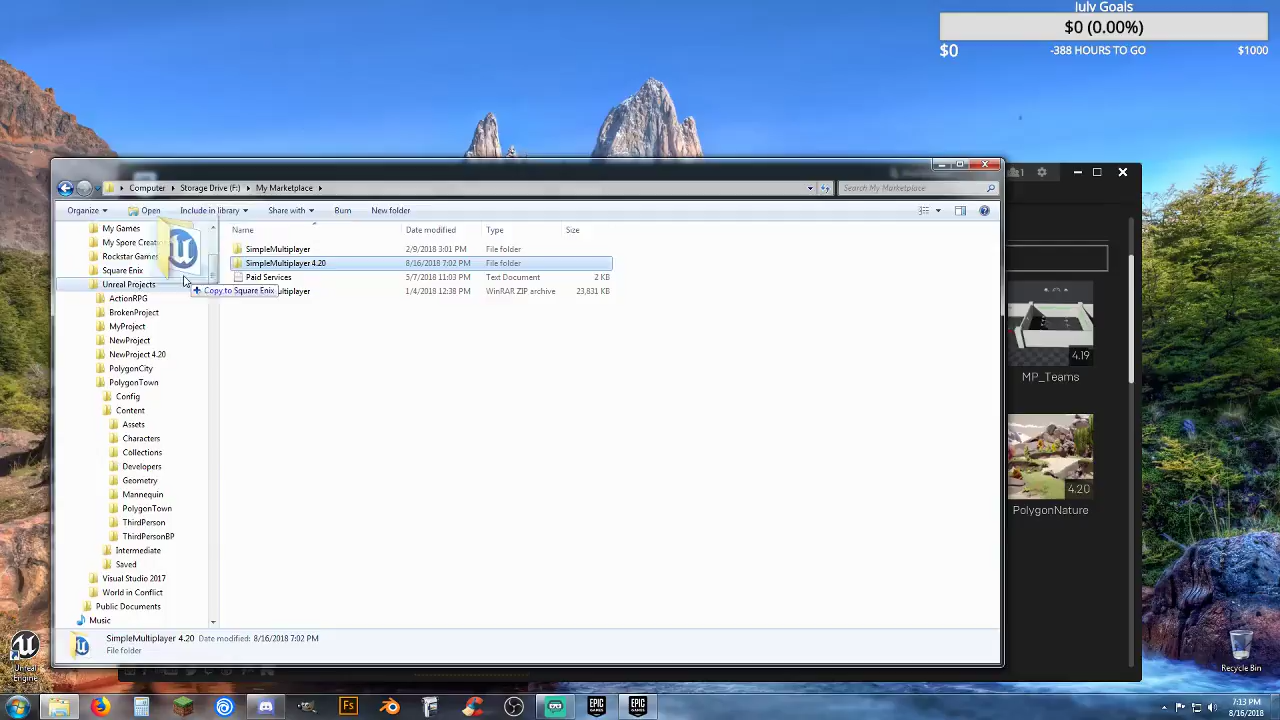 July Goals
$0 (0.00%)
$0 -388 HOURS TO GO $1000
Computer Storage Drive (F:) My Marketplace
Search My Marketplace
Organize Open Include in library Share with Burn New folder
Name Date modified Type Size
SimpleMultiplayer 2/9/2018 3:01 PM File folder
SimpleMultiplayer 4.20 8/16/2018 7:02 PM File folder
Paid Services 5/7/2018 11:03 PM Text Document 2 KB
1/4/2018 12:38 PM WinRAR ZIP archive 23,831 KB
My Games
My Spore
Rockstar Games
Square Enix
Unreal Projects
Copy to Square Enix
ActionRPG
BrokenProject
MyProject
NewProject
NewProject 4.20
PolygonCity
PolygonTown
Config
Content
Assets
Characters
Collections
Developers
Geometry
Mannequin
PolygonTown
ThirdPerson
ThirdPersonBP
Intermediate
Saved
Visual Studio 2017
World in Conflict
Public Documents
Music
SimpleMultiplayer 4.20 Date modified: 8/16/2018 7:02 PM
File folder
1
4.19
MP_Teams
4.20
PolygonNature
Unreal
Engine
Recycle Bin
Fs
EPIC
GAMES
EPIC
GAMES
7:13 PM
8/16/2018